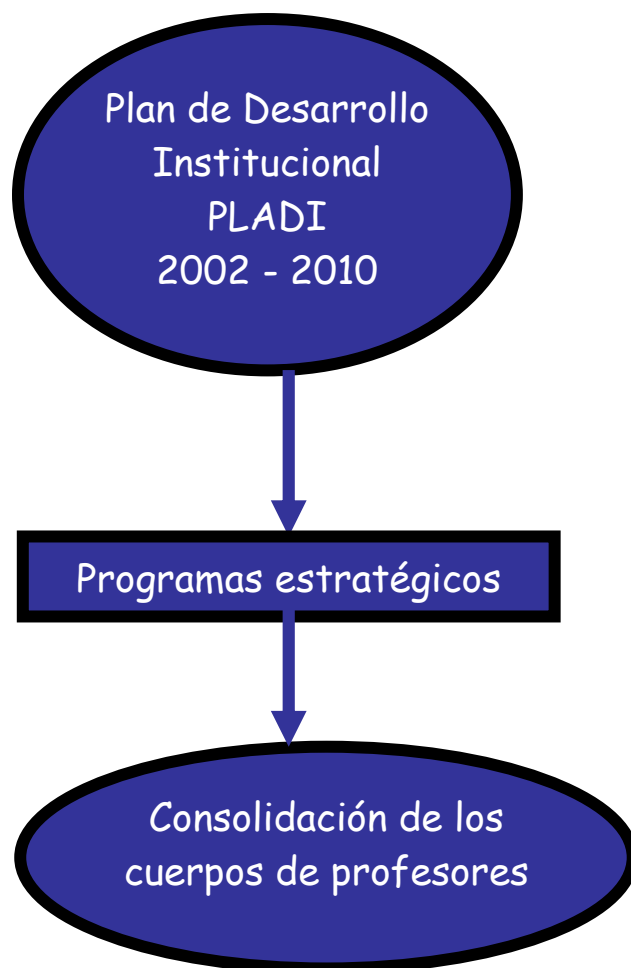 Plan de Desarrollo
Institucional
PLADI
2002 - 2010
Programas estratégicos
Consolidación de los
cuerpos de profesores